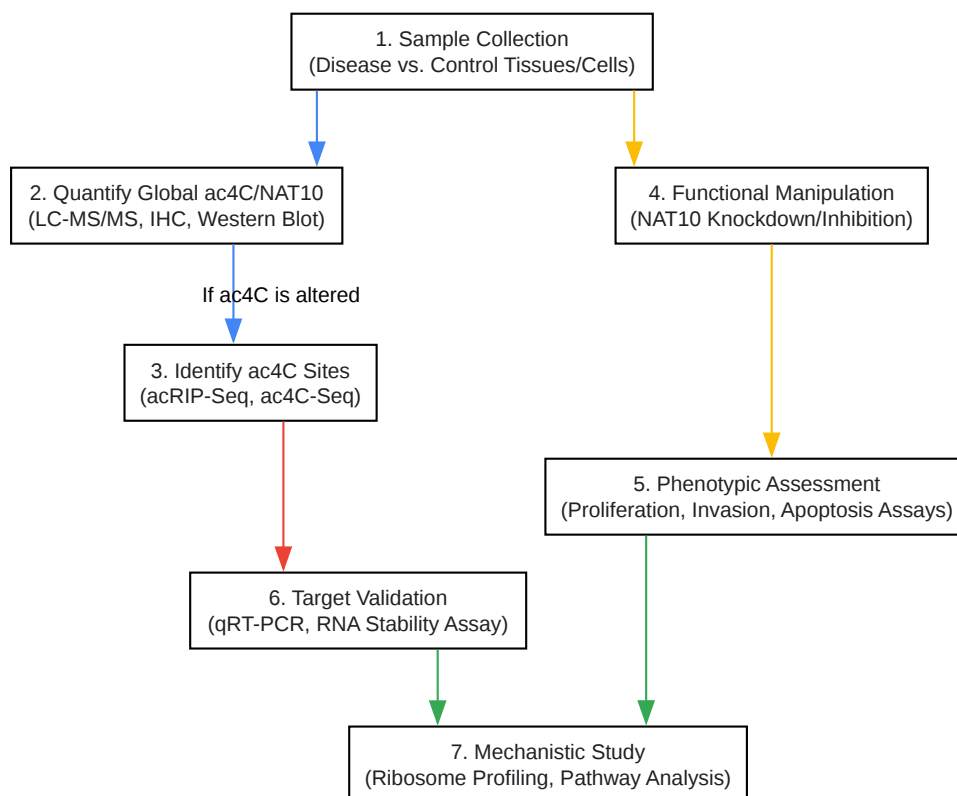 1. Sample Collection
(Disease vs. Control Tissues/Cells)
2. Quantify Global ac4C/NAT10
(LC-MS/MS, IHC, Western Blot)
4. Functional Manipulation
(NAT10 Knockdown/Inhibition)
If ac4C is altered
3. Identify ac4C Sites
(acRIP-Seq, ac4C-Seq)
5. Phenotypic Assessment
(Proliferation, Invasion, Apoptosis Assays)
6. Target Validation
(qRT-PCR, RNA Stability Assay)
7. Mechanistic Study
(Ribosome Profiling, Pathway Analysis)